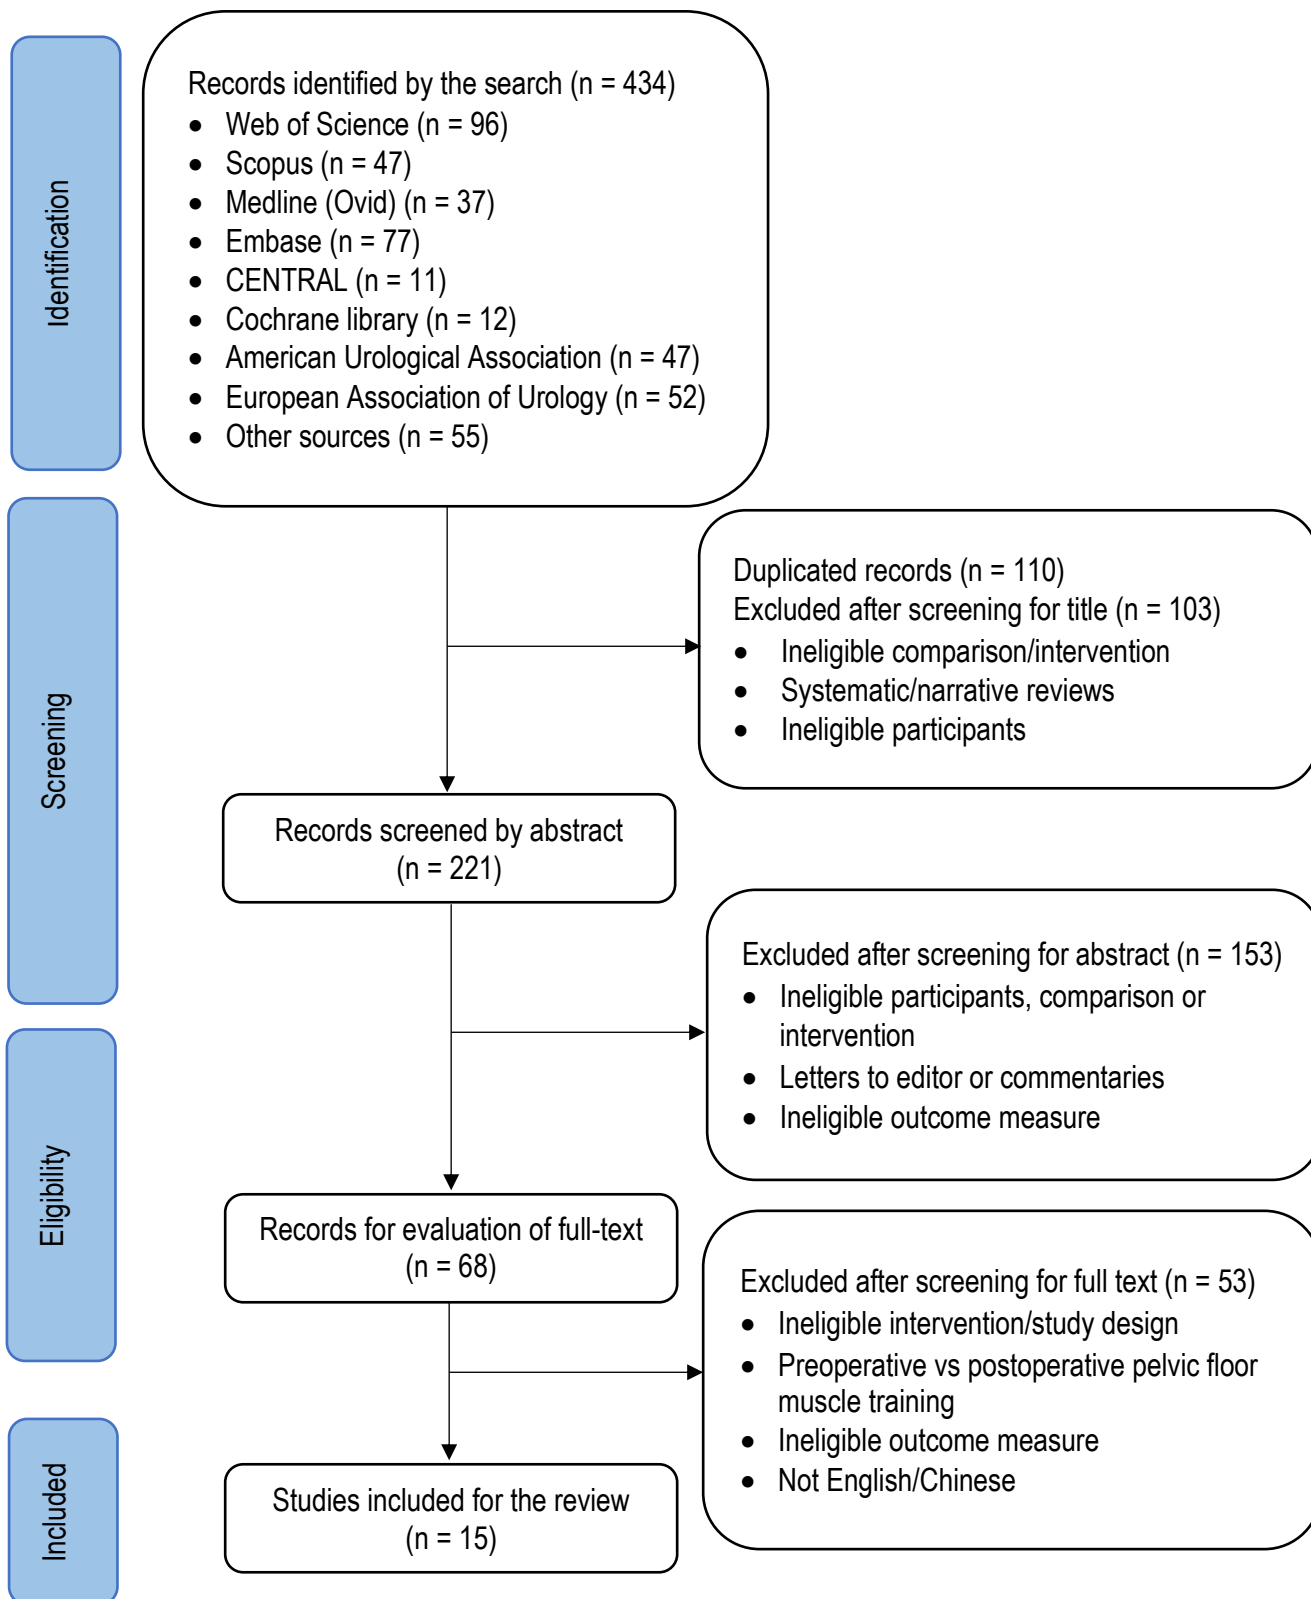 Identification
Records identified by the search (n = 434)
• Web of Science (n = 96)
• Scopus (n = 47)
• Medline (Ovid) (n = 37)
• Embase (n = 77)
• CENTRAL (n = 11)
• Cochrane library (n = 12)
• American Urological Association (n = 47)
• European Association of Urology (n = 52)
• Other sources (n = 55)
Screening
Duplicated records (n = 110)
Excluded after screening for title (n = 103)
• Ineligible comparison/intervention
• Systematic/narrative reviews
• Ineligible participants
Records screened by abstract
(n = 221)
Excluded after screening for abstract (n = 153)
• Ineligible participants, comparison or
intervention
• Letters to editor or commentaries
• Ineligible outcome measure
Eligibility
Records for evaluation of full-text
(n = 68)
Excluded after screening for full text (n = 53)
• Ineligible intervention/study design
• Preoperative vs postoperative pelvic floor
muscle training
• Ineligible outcome measure
• Not English/Chinese
Included
Studies included for the review
(n = 15)